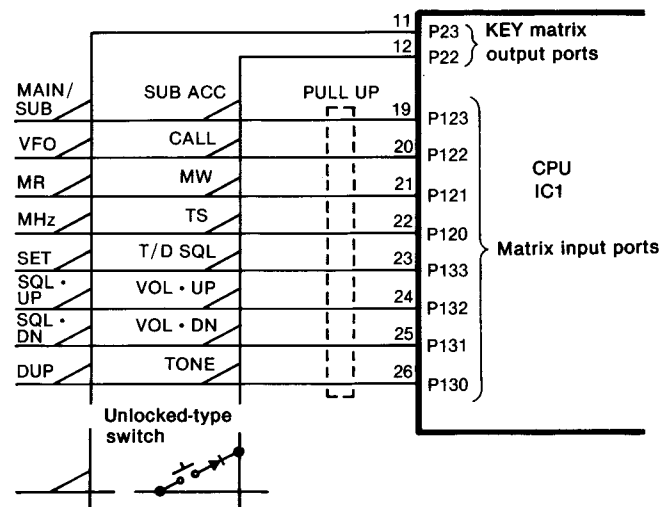 11
P23
KEY matrix
12
P22
output ports
MAIN/
SUB
SUB ACC
PULL UP
19
P123
VFO
CALL
20
P122
CPU
IC1
MR
MW
21
P121
MHz
TS
22
P120
Matrix input ports
SET
T/D SQL
23
P133
SQL •
UP
VOL • UP
24
P132
SQL •
DN
VOL • DN
25
P131
DUP
TONE
26
P130
Unlocked-type
switch